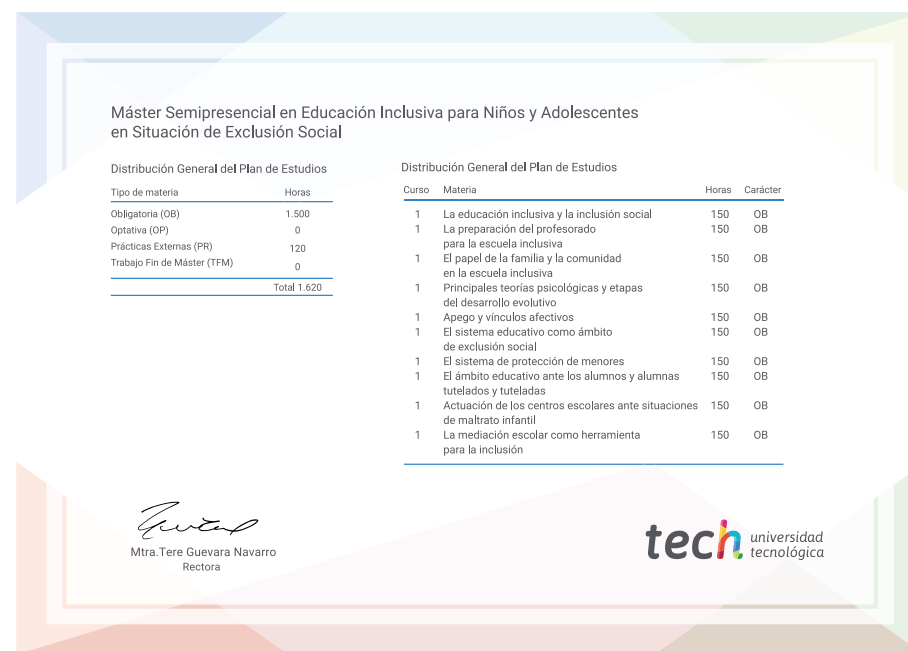 Máster Semipresencial en Educación Inclusiva para Niños y Adolescentes
en Situación de Exclusión Social
Distribución General del Plan de Estudios
Tipo de materia Horas
Obligatoria (OB) 1.500
Optativa (OP) 0
Prácticas Externas (PR) 120
Trabajo Fin de Máster (TFM) 0
Total 1.620
Distribución General del Plan de Estudios
Curso Materia Horas Carácter
1 La educación inclusiva y la inclusión social 150 OB
1 La preparación del profesorado 150 OB
para la escuela inclusiva
1 El papel de la familia y la comunidad 150 OB
en la escuela inclusiva
1 Principales teorías psicológicas y etapas 150 OB
del desarrollo evolutivo
1 Apego y vínculos afectivos 150 OB
1 El sistema educativo como ámbito 150 OB
de exclusión social
1 El sistema de protección de menores 150 OB
1 El ámbito educativo ante los alumnos y alumnas 150 OB
tutelados y tuteladas
1 Actuación de los centros escolares ante situaciones 150 OB
de maltrato infantil
1 La mediación escolar como herramienta 150 OB
para la inclusión
Mtra.Tere Guevara Navarro
Rectora
tech universidad
tecnológica